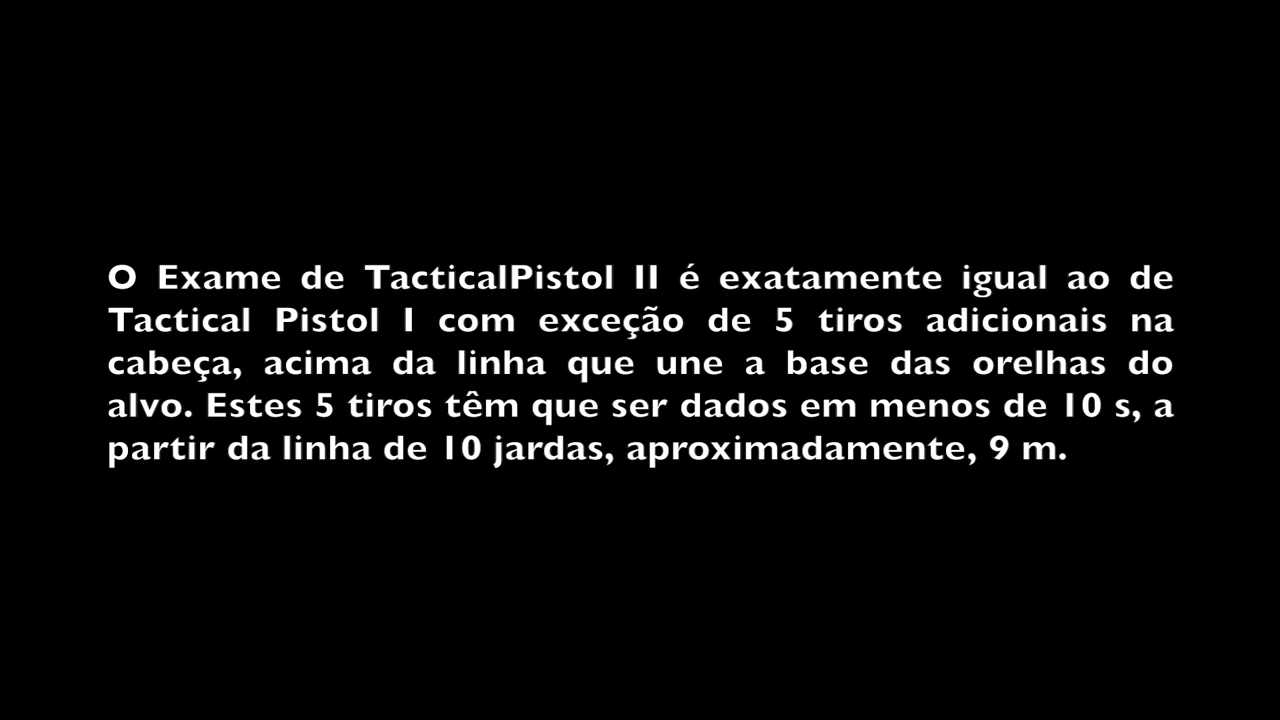 O Exame de TacticalPistol II é exatamente igual ao de
Tactical Pistol I com exceção de 5 tiros adicionais na
cabeça, acima da linha que une a base das orelhas do
alvo. Estes 5 tiros têm que ser dados em menos de 10 s, a
partir da linha de 10 jardas, aproximadamente, 9 m.